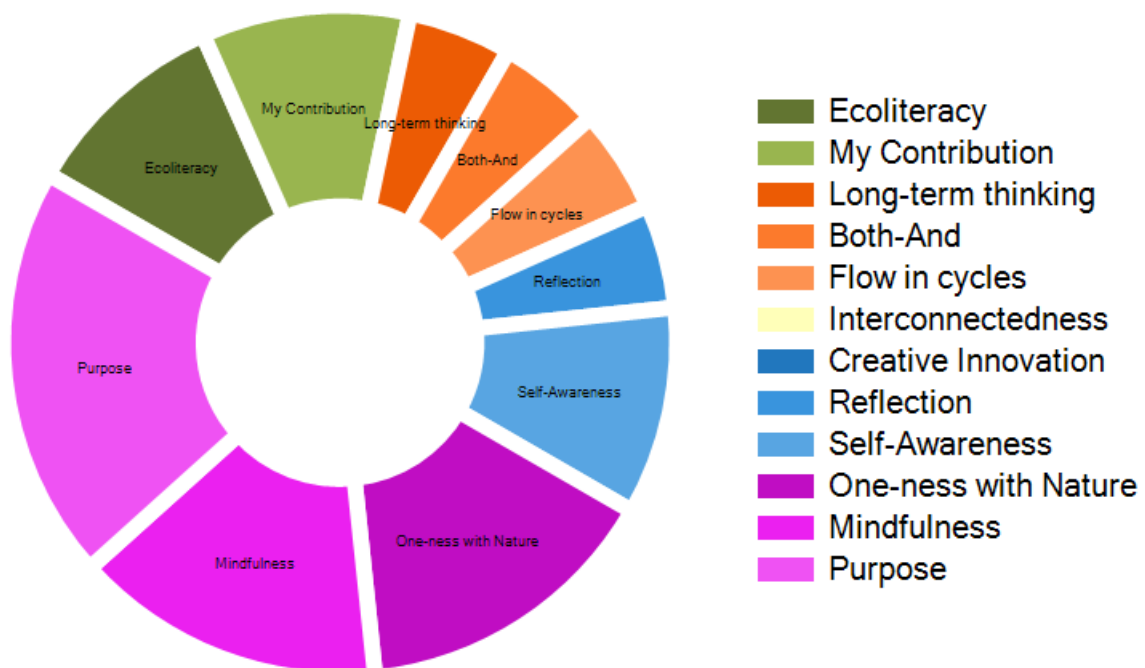 My Contribution
Long-term thinking
Both-And
Ecoliteracy
Flow in cycles
Reflection
Purpose
Self-Awareness
One-ness with Nature
Mindfulness
Ecoliteracy
My Contribution
Long-term thinking
Both-And
Flow in cycles
Interconnectedness
Creative Innovation
Reflection
Self-Awareness
One-ness with Nature
Mindfulness
Purpose